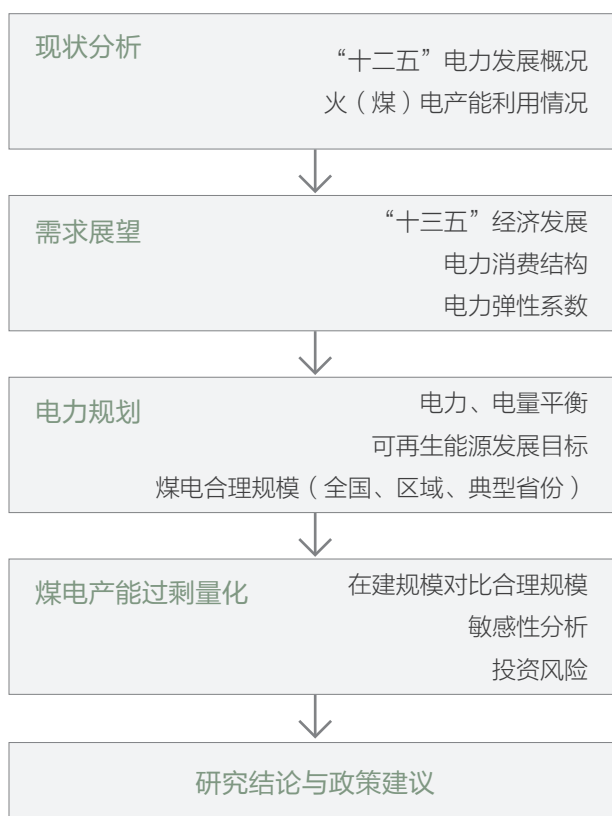 现状分析
“十二五”电力发展概况
火（煤）电产能利用情况
需求展望
“十三五”经济发展
电力消费结构
电力弹性系数
电力规划
电力、电量平衡
可再生能源发展目标
煤电合理规模（全国、区域、典型省份）
煤电产能过剩量化
在建规模对比合理规模
敏感性分析
投资风险
研究结论与政策建议